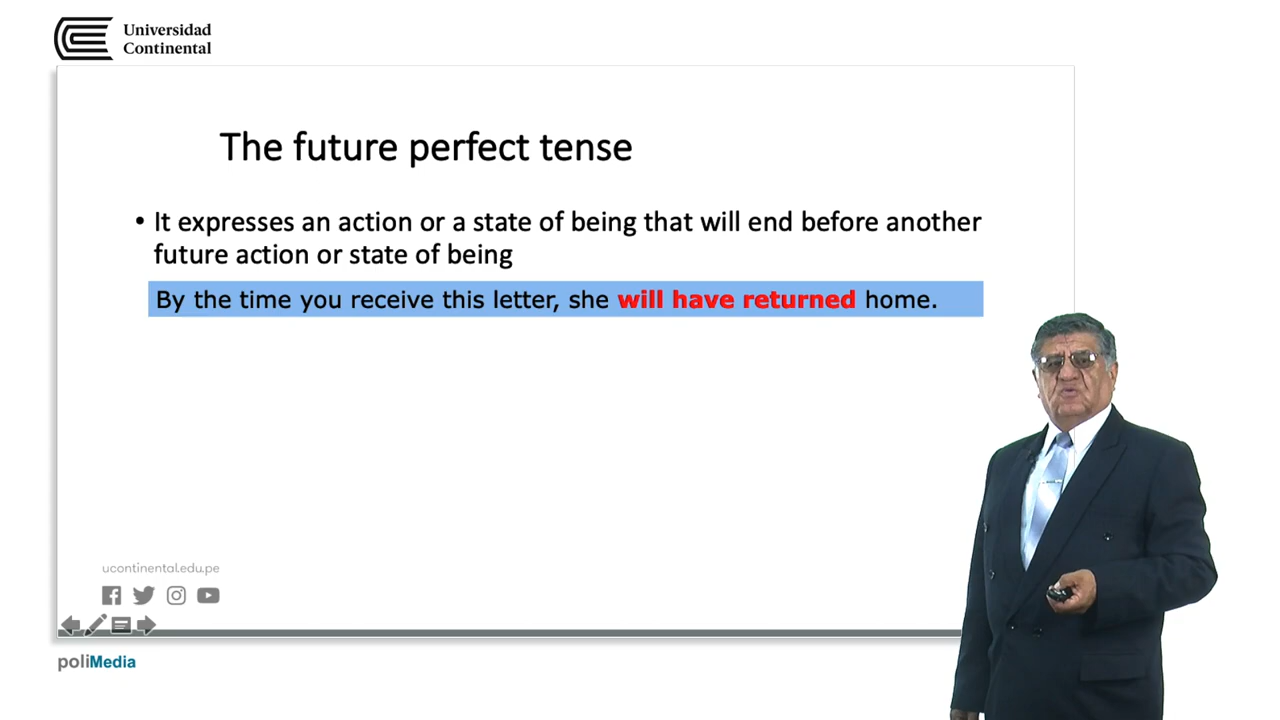 Universidad
Continental
The future perfect tense
• It expresses an action or a state of being that will end before another
future action or state of being
By the time you receive this letter, she will have returned home.
ucontinental.edu.pe
poliMedia